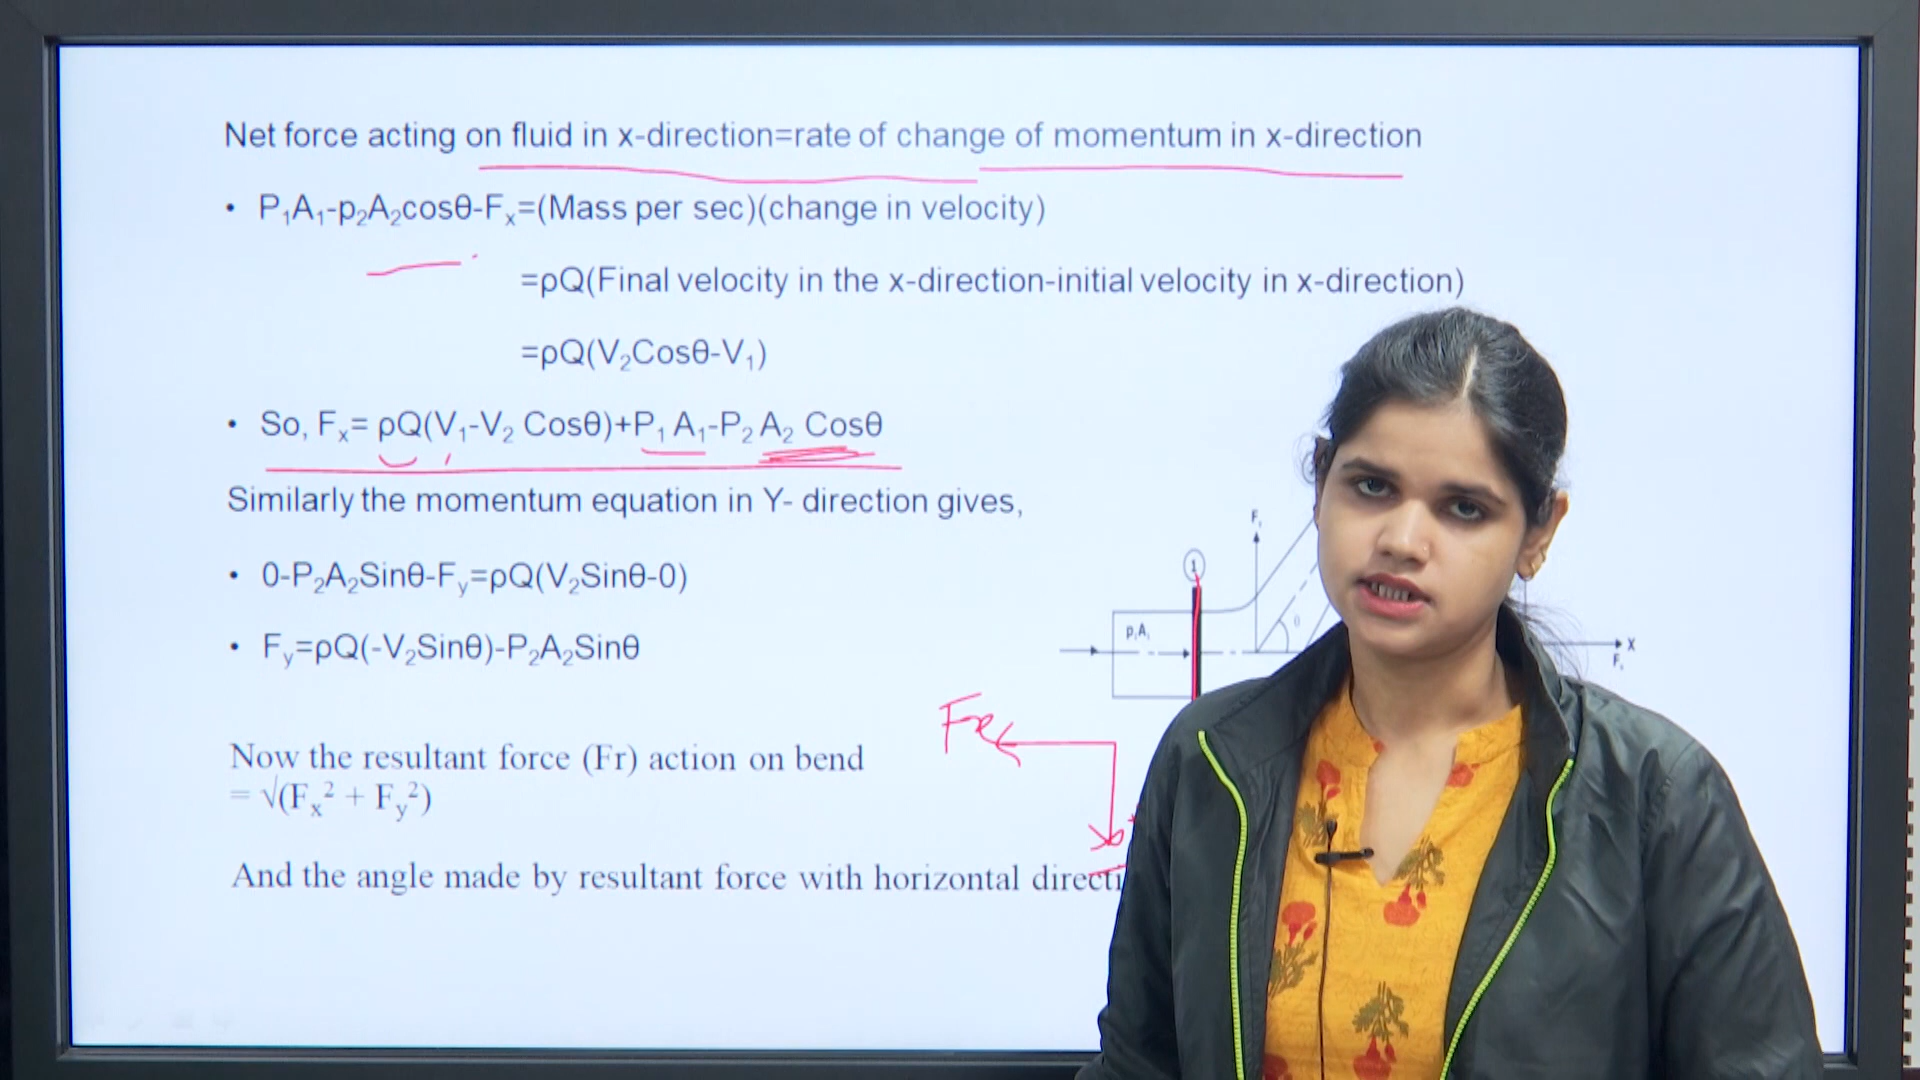 Net force acting on fluid in x-direction=rate of change of momentum in x-direction
• P₁A₁-p₂A₂cosθ-Fₓ=(Mass per sec)(change in velocity)
=ρQ(Final velocity in the x-direction-initial velocity in x-direction)
=ρQ(V₂Cosθ-V₁)
• So, Fₓ= ρQ(V₁-V₂ Cosθ)+P₁ A₁-P₂ A₂ Cosθ
Similarly the momentum equation in Y- direction gives,
• 0-P₂A₂Sinθ-Fᵧ=ρQ(V₂Sinθ-0)
• Fᵧ=ρQ(-V₂Sinθ)-P₂A₂Sinθ
1
p₁A₁
θ
X
Now the resultant force (Fr) action on bend
= √(Fₓ² + Fᵧ²)
And the angle made by resultant force with horizontal